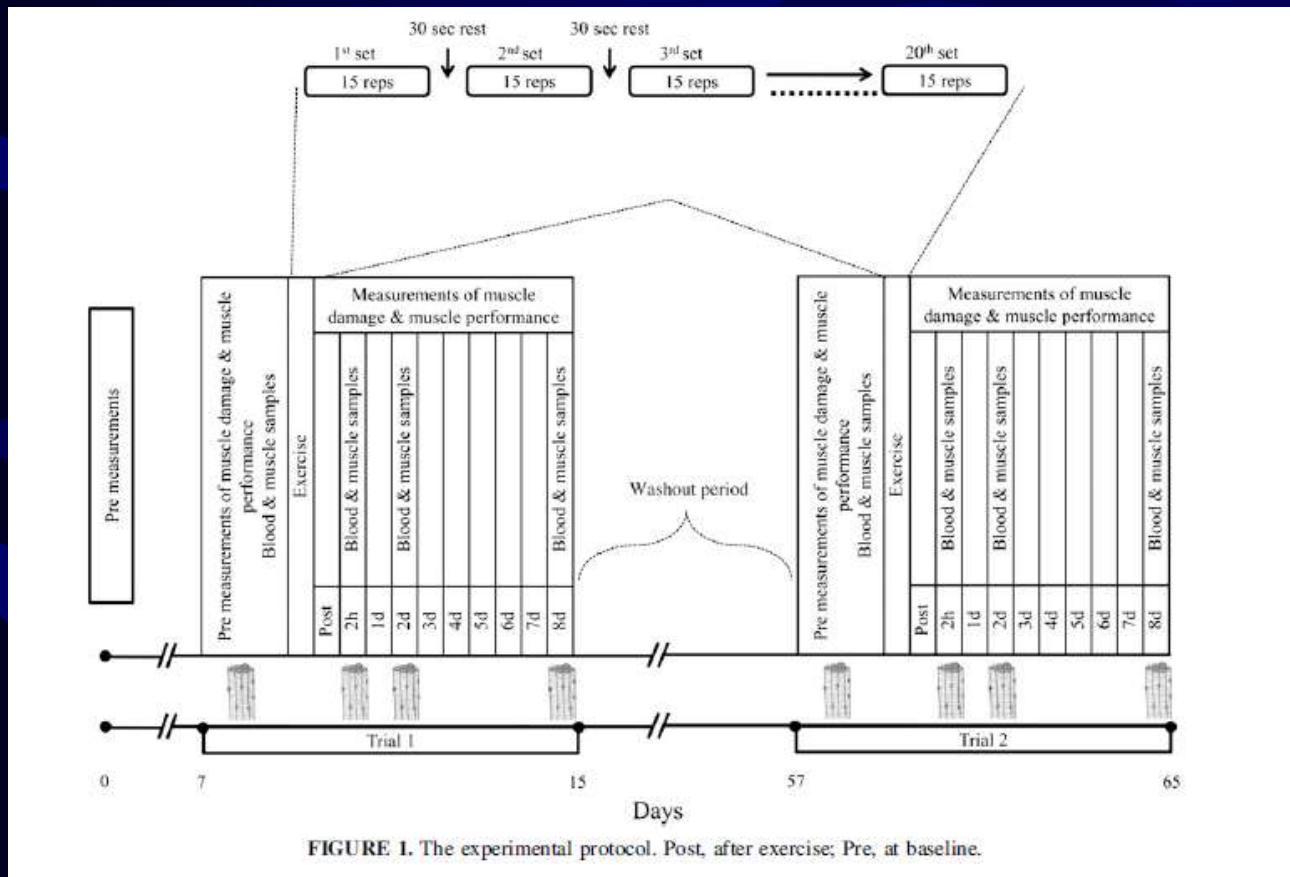 30 sec rest
30 sec rest
1st set
2nd set
3rd set
20th set
15 reps
15 reps
15 reps
15 reps
Pre measurements
Pre measurements of muscle damage & muscle
performance
Blood & muscle samples
Exercise
Measurements of muscle
damage & muscle performance
Blood & muscle samples
Blood & muscle samples
Blood & muscle samples
Post
2h
1d
2d
3d
4d
5d
6d
7d
8d
Washout period
Pre measurements of muscle damage & muscle
performance
Blood & muscle samples
Exercise
Measurements of muscle
damage & muscle performance
Blood & muscle samples
Blood & muscle samples
Blood & muscle samples
Post
2h
1d
2d
3d
4d
5d
6d
7d
8d
Trial 1
Trial 2
0
7
15
57
65
Days
FIGURE 1. The experimental protocol. Post, after exercise; Pre, at baseline.